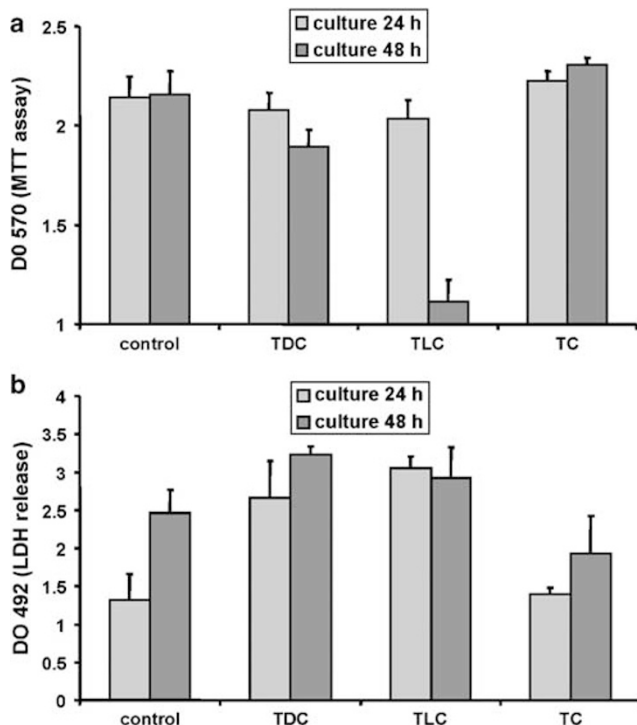 a
culture 24 h
culture 48 h
D0 570 (MTT assay)
2.5
2
1.5
1
control TDC TLC TC
b
culture 24 h
culture 48 h
DO 492 (LDH release)
4
3.5
3
2.5
2
1.5
1
0.5
0
control TDC TLC TC